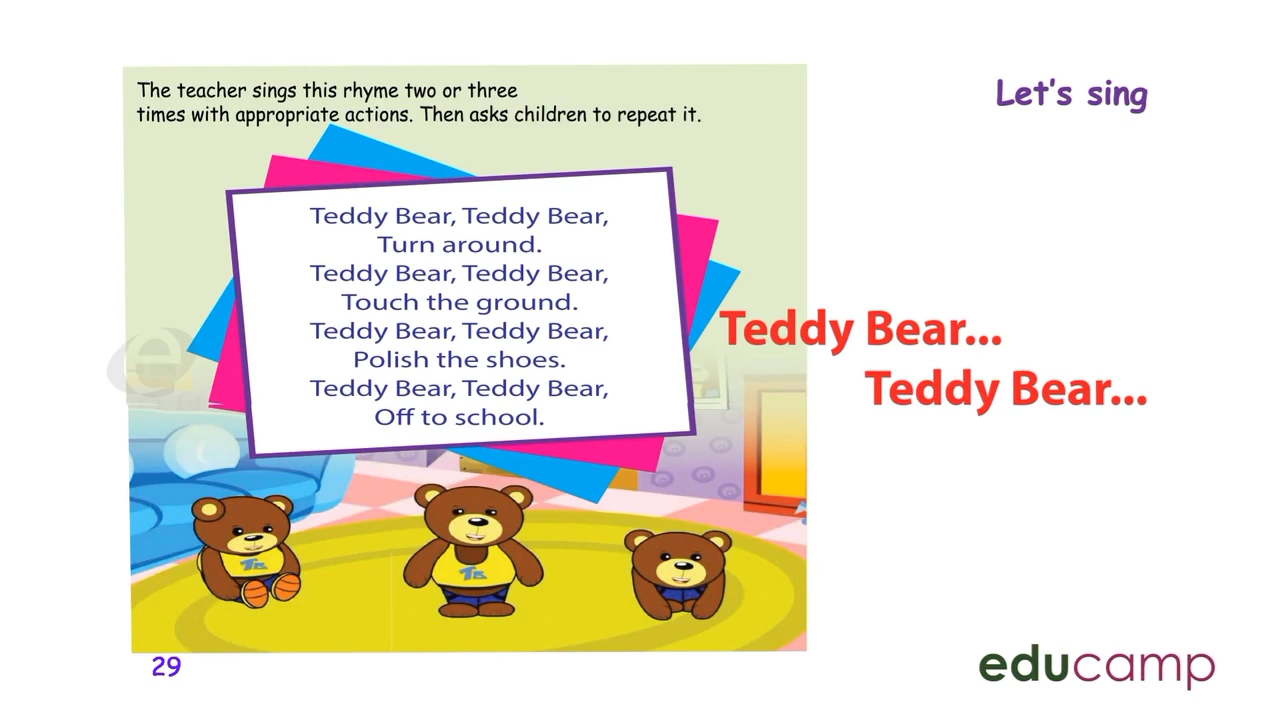 The teacher sings this rhyme two or three
times with appropriate actions. Then asks children to repeat it.
Let's sing
Teddy Bear, Teddy Bear,
Turn around.
Teddy Bear, Teddy Bear,
Touch the ground.
Teddy Bear, Teddy Bear,
Polish the shoes.
Teddy Bear, Teddy Bear,
Off to school.
Teddy Bear...
Teddy Bear...
TB
TB
29
educamp